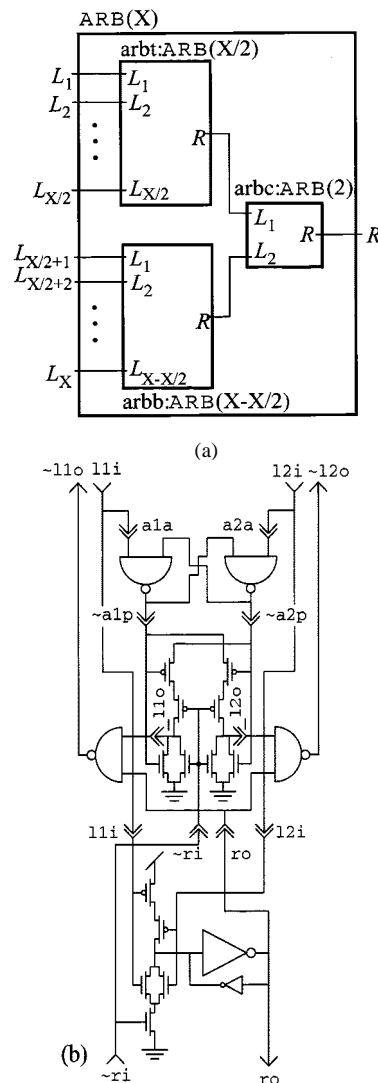 ARB(X)
arbt:ARB(X/2)
L1 L1
L2 L2
R
arbc:ARB(2)
LX/2 LX/2
L1
R R
LX/2+1 L1
L2
LX/2+2 L2
R
LX LX-X/2
arbb:ARB(X-X/2)
(a)
~l1o l1i l2i ~l2o
a1a a2a
~a1p ~a2p
l1o l2o
l1i ~ri ro l2i
(b) ~ri ro